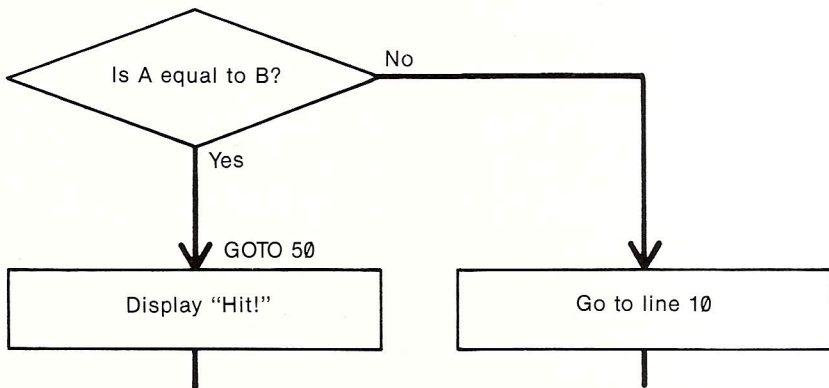 Is A equal to B?
No
Yes
GOTO 50
Display “Hit!”
Go to line 10